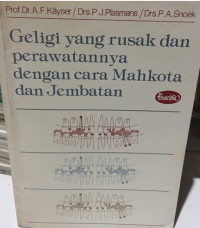 Prof.Dr.A.F.Käyser/Drs.P.J.Plasmans/Drs.P.A.Snoek
Geligi yang rusak dan
perawatannya
dengan cara Mahkota
dan Jembatan